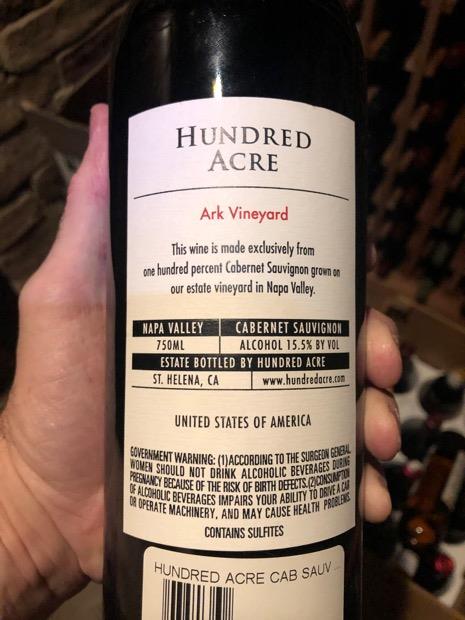 HUNDRED
ACRE
Ark Vineyard
This wine is made exclusively from
one hundred percent Cabernet Sauvignon grown on
our estate vineyard in Napa Valley.
NAPA VALLEY CABERNET SAUVIGNON
750ML ALCOHOL 15.5% BY VOL
ESTATE BOTTLED BY HUNDRED ACRE
ST. HELENA, CA www.hundredacre.com
UNITED STATES OF AMERICA
GOVERNMENT WARNING: (1)ACCORDING TO THE SURGEON GENERAL,
WOMEN SHOULD NOT DRINK ALCOHOLIC BEVERAGES DURING
PREGNANCY BECAUSE OF THE RISK OF BIRTH DEFECTS.(2)CONSUMPTION
OF ALCOHOLIC BEVERAGES IMPAIRS YOUR ABILITY TO DRIVE A CAR
OR OPERATE MACHINERY, AND MAY CAUSE HEALTH PROBLEMS.
CONTAINS SULFITES
HUNDRED ACRE CAB SAUV ...